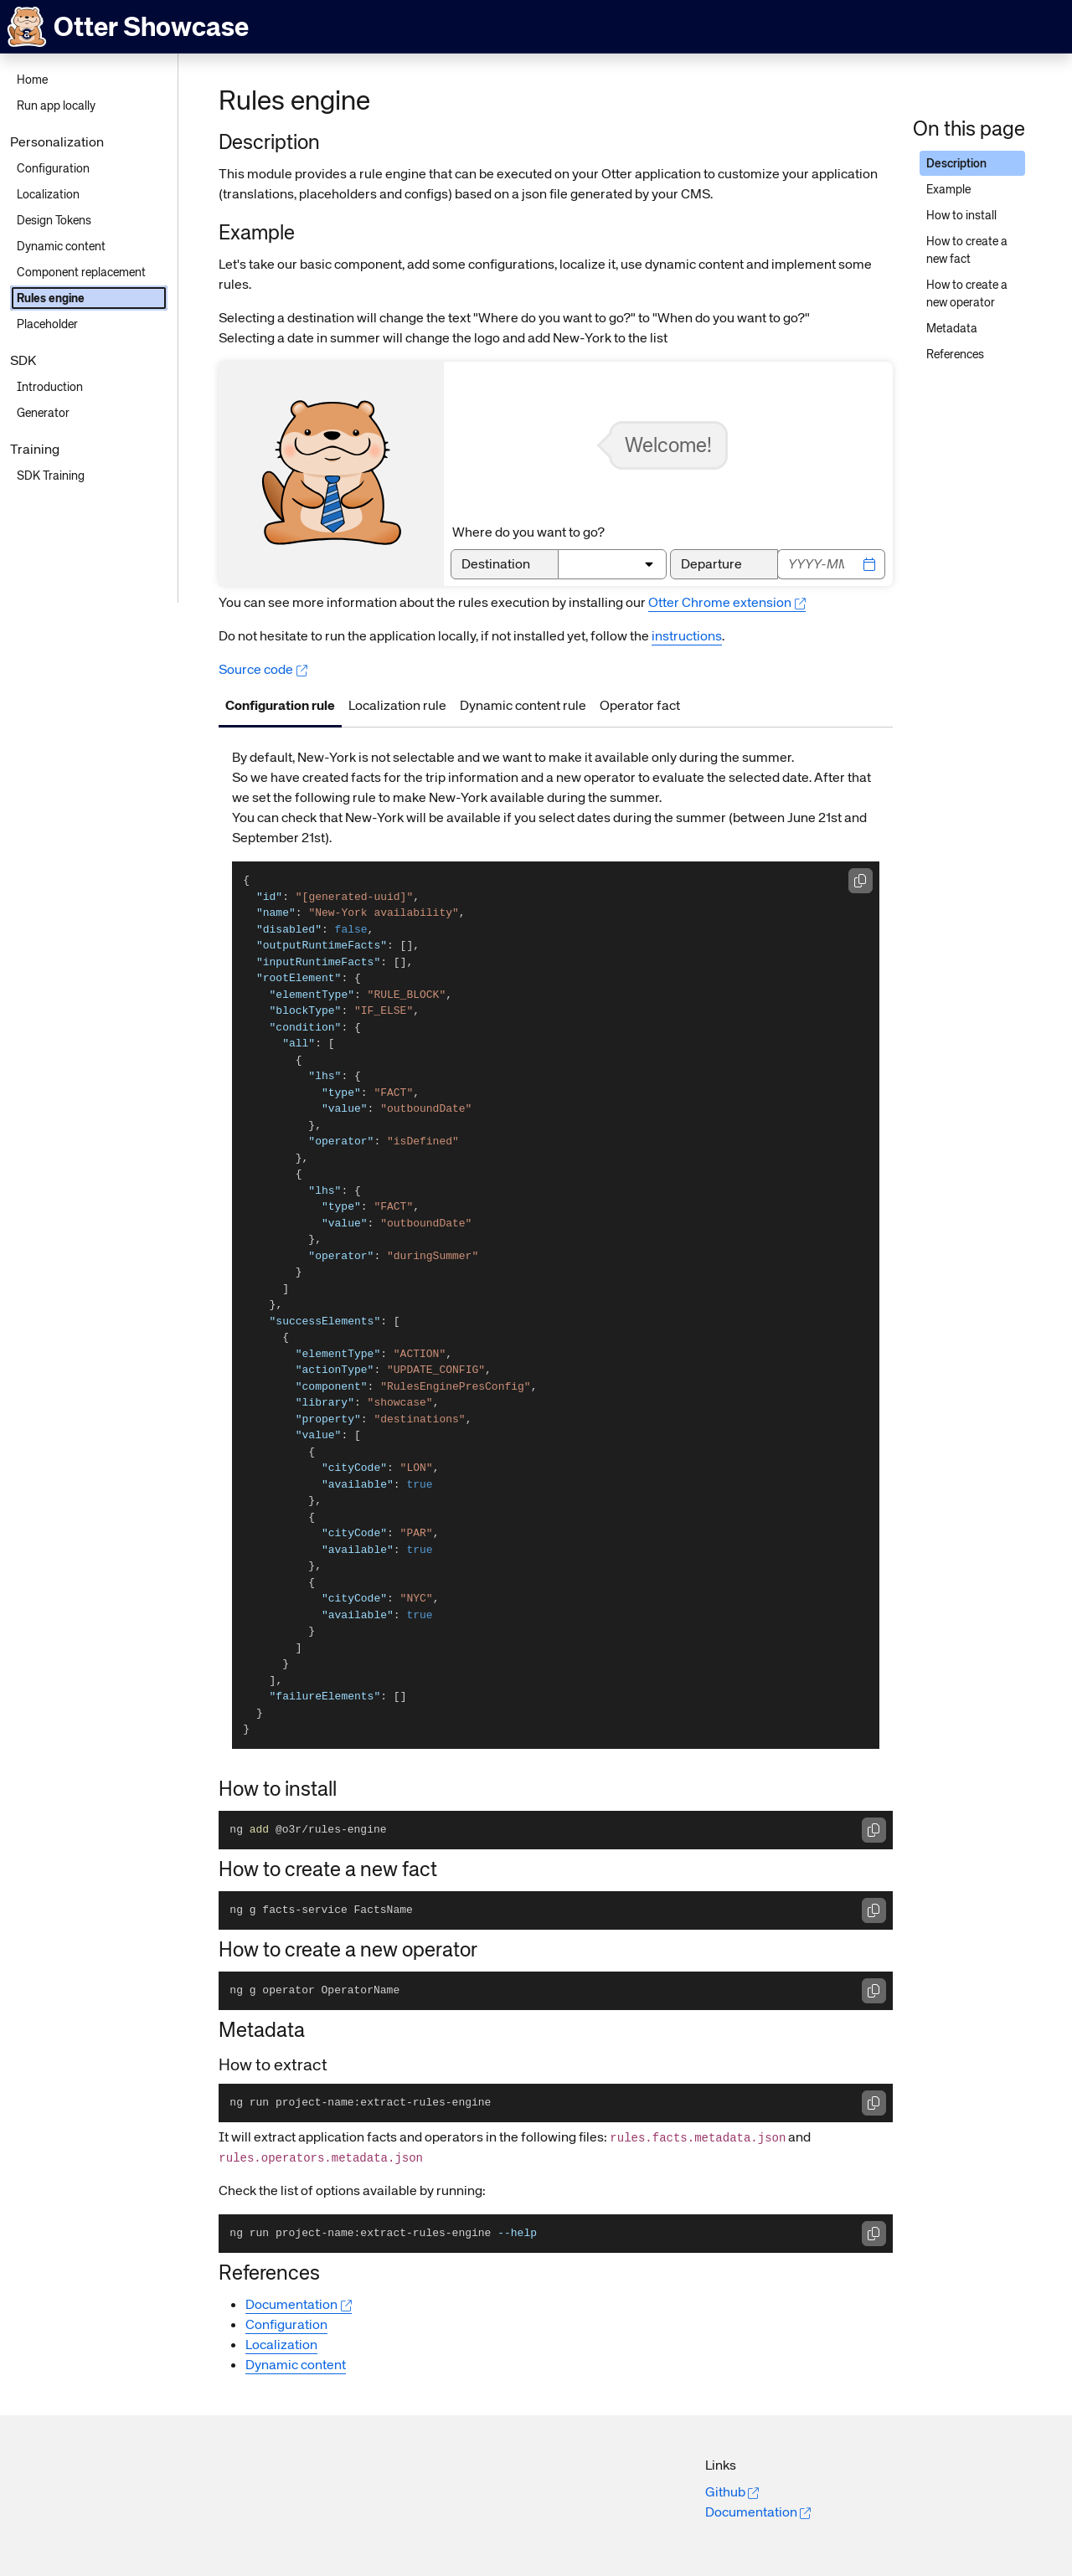 Otter Showcase
Home
Run app locally
Personalization
Configuration
Localization
Design Tokens
Dynamic content
Component replacement
Rules engine
Placeholder
SDK
Introduction
Generator
Training
SDK Training
Rules engine
Description
This module provides a rule engine that can be executed on your Otter application to customize your application
(translations, placeholders and configs) based on a json file generated by your CMS.
Example
Let's take our basic component, add some configurations, localize it, use dynamic content and implement some
rules.
Selecting a destination will change the text "Where do you want to go?" to "When do you want to go?"
Selecting a date in summer will change the logo and add New-York to the list
Welcome!
Where do you want to go?
Destination
Departure
YYYY-MM
You can see more information about the rules execution by installing our Otter Chrome extension
Do not hesitate to run the application locally, if not installed yet, follow the instructions.
Source code
Configuration rule Localization rule Dynamic content rule Operator fact
By default, New-York is not selectable and we want to make it available only during the summer.
So we have created facts for the trip information and a new operator to evaluate the selected date. After that
we set the following rule to make New-York available during the summer.
You can check that New-York will be available if you select dates during the summer (between June 21st and
September 21st).
{
"id": "[generated-uuid]",
"name": "New-York availability",
"disabled": false,
"outputRuntimeFacts": [],
"inputRuntimeFacts": [],
"rootElement": {
"elementType": "RULE_BLOCK",
"blockType": "IF_ELSE",
"condition": {
"all": [
{
"lhs": {
"type": "FACT",
"value": "outboundDate"
},
"operator": "isDefined"
},
{
"lhs": {
"type": "FACT",
"value": "outboundDate"
},
"operator": "duringSummer"
}
]
},
"successElements": [
{
"elementType": "ACTION",
"actionType": "UPDATE_CONFIG",
"component": "RulesEnginePresConfig",
"library": "showcase",
"property": "destinations",
"value": [
{
"cityCode": "LON",
"available": true
},
{
"cityCode": "PAR",
"available": true
},
{
"cityCode": "NYC",
"available": true
}
]
}
],
"failureElements": []
}
}
How to install
ng add @o3r/rules-engine
How to create a new fact
ng g facts-service FactsName
How to create a new operator
ng g operator OperatorName
Metadata
How to extract
ng run project-name:extract-rules-engine
It will extract application facts and operators in the following files: rules.facts.metadata.json and
rules.operators.metadata.json
Check the list of options available by running:
ng run project-name:extract-rules-engine --help
References
Documentation
Configuration
Localization
Dynamic content
On this page
Description
Example
How to install
How to create a
new fact
How to create a
new operator
Metadata
References
Links
Github
Documentation